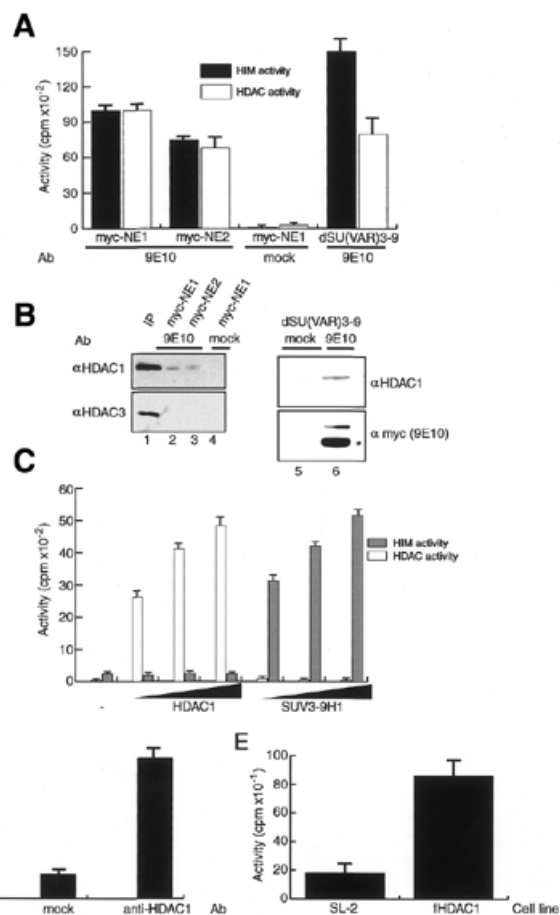 A
150
120
90
60
30
0
Activity (cpm x10⁻²)
HIM activity
HDAC activity
myc-NE1 myc-NE2 myc-NE1 dSU(VAR)3-9
Ab 9E10 mock 9E10
B
IP myc-NE1 myc-NE2 myc-NE1
Ab 9E10 mock
αHDAC1
αHDAC3
1 2 3 4
dSU(VAR)3-9
mock 9E10
αHDAC1
α myc (9E10)
5 6
C
60
50
40
30
20
10
0
Activity (cpm x10⁻²)
HIM activity
HDAC activity
- HDAC1 SUV3-9H1
mock anti-HDAC1 Ab
E
100
80
60
40
20
0
Activity (cpm x10⁻¹)
SL-2 fHDAC1 Cell line